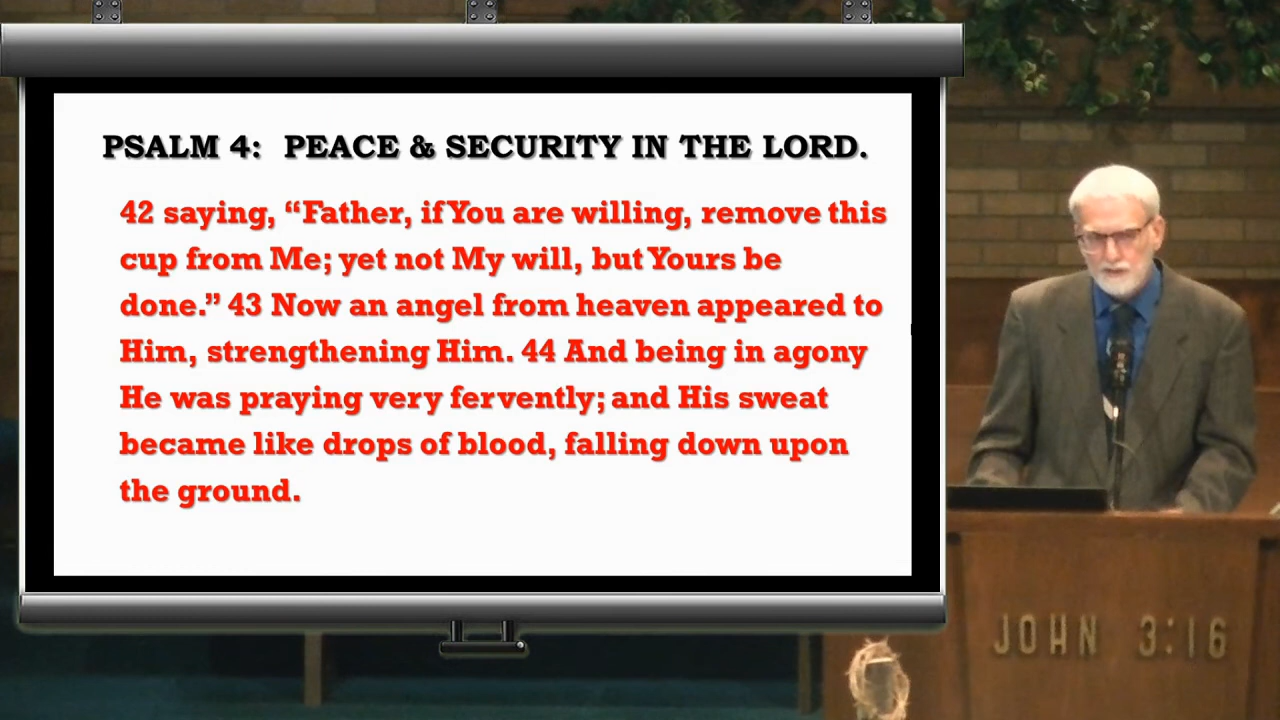 PSALM 4: PEACE & SECURITY IN THE LORD.
42 saying, “Father, if You are willing, remove this
cup from Me; yet not My will, but Yours be
done.” 43 Now an angel from heaven appeared to
Him, strengthening Him. 44 And being in agony
He was praying very fervently; and His sweat
became like drops of blood, falling down upon
the ground.
JOHN 3:16